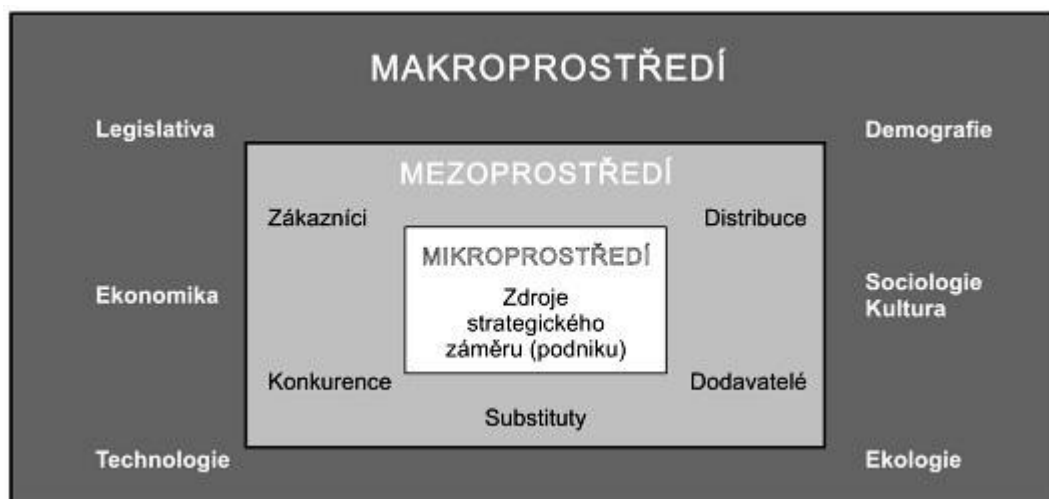 MAKROPROSTŘEDÍ
Legislativa
Demografie
MEZOPROSTŘEDÍ
Zákazníci
Distribuce
MIKROPROSTŘEDÍ
Zdroje
strategického
záměru (podniku)
Ekonomika
Sociologie
Kultura
Konkurence
Dodavatelé
Substituty
Technologie
Ekologie